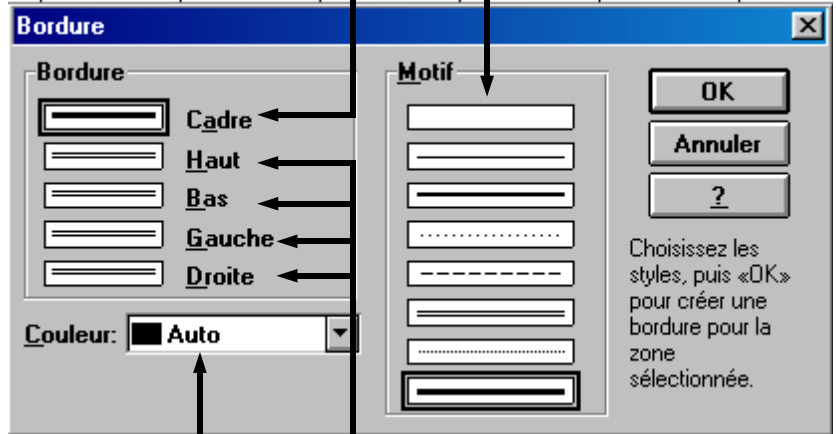 Bordure
Bordure
Cadre
Haut
Bas
Gauche
Droite
Couleur: Auto
Motif
OK
Annuler
?
Choisissez les
styles, puis «OK»
pour créer une
bordure pour la
zone
sélectionnée.